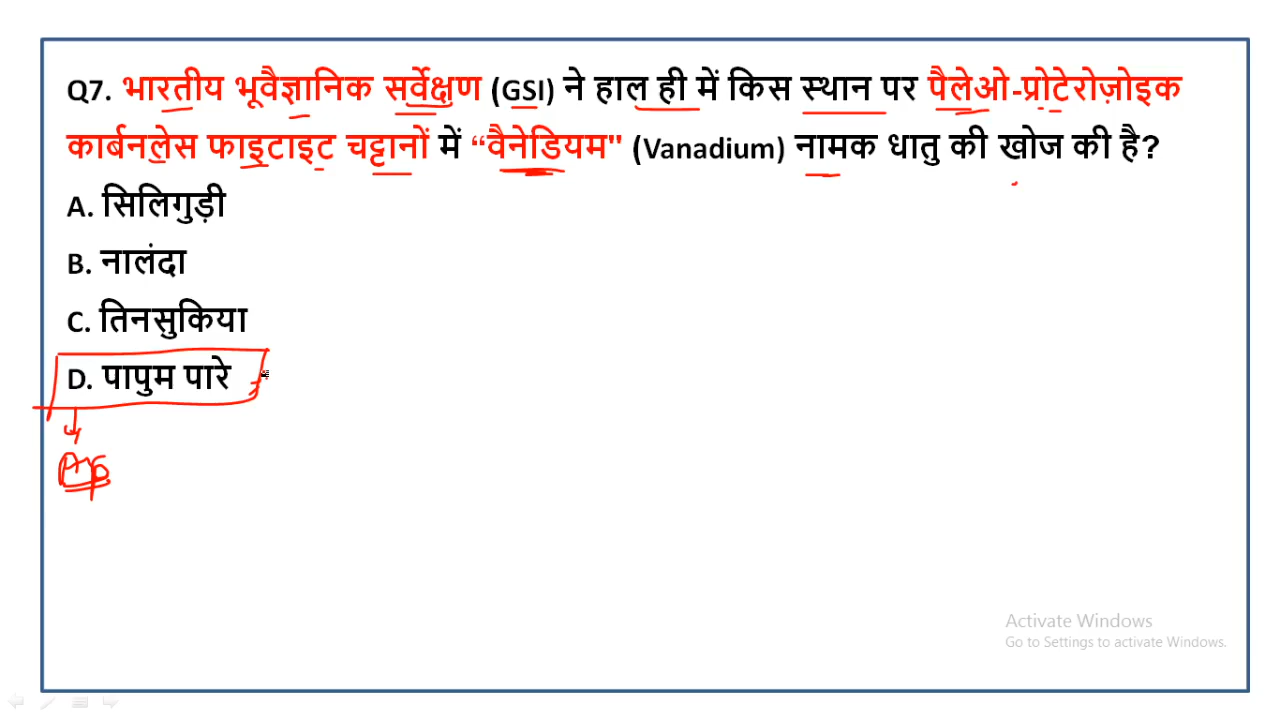 Q7. भारतीय भूवैज्ञानिक सर्वेक्षण (GSI) ने हाल ही में किस स्थान पर पैलेओ-प्रोटेरोज़ोइक
कार्बनलेस फाइटाइट चट्टानों में “वैनेडियम" (Vanadium) नामक धातु की खोज की है?
A. सिलिगुड़ी
B. नालंदा
C. तिनसुकिया
D. पापुम पारे
Activate Windows
Go to Settings to activate Windows.